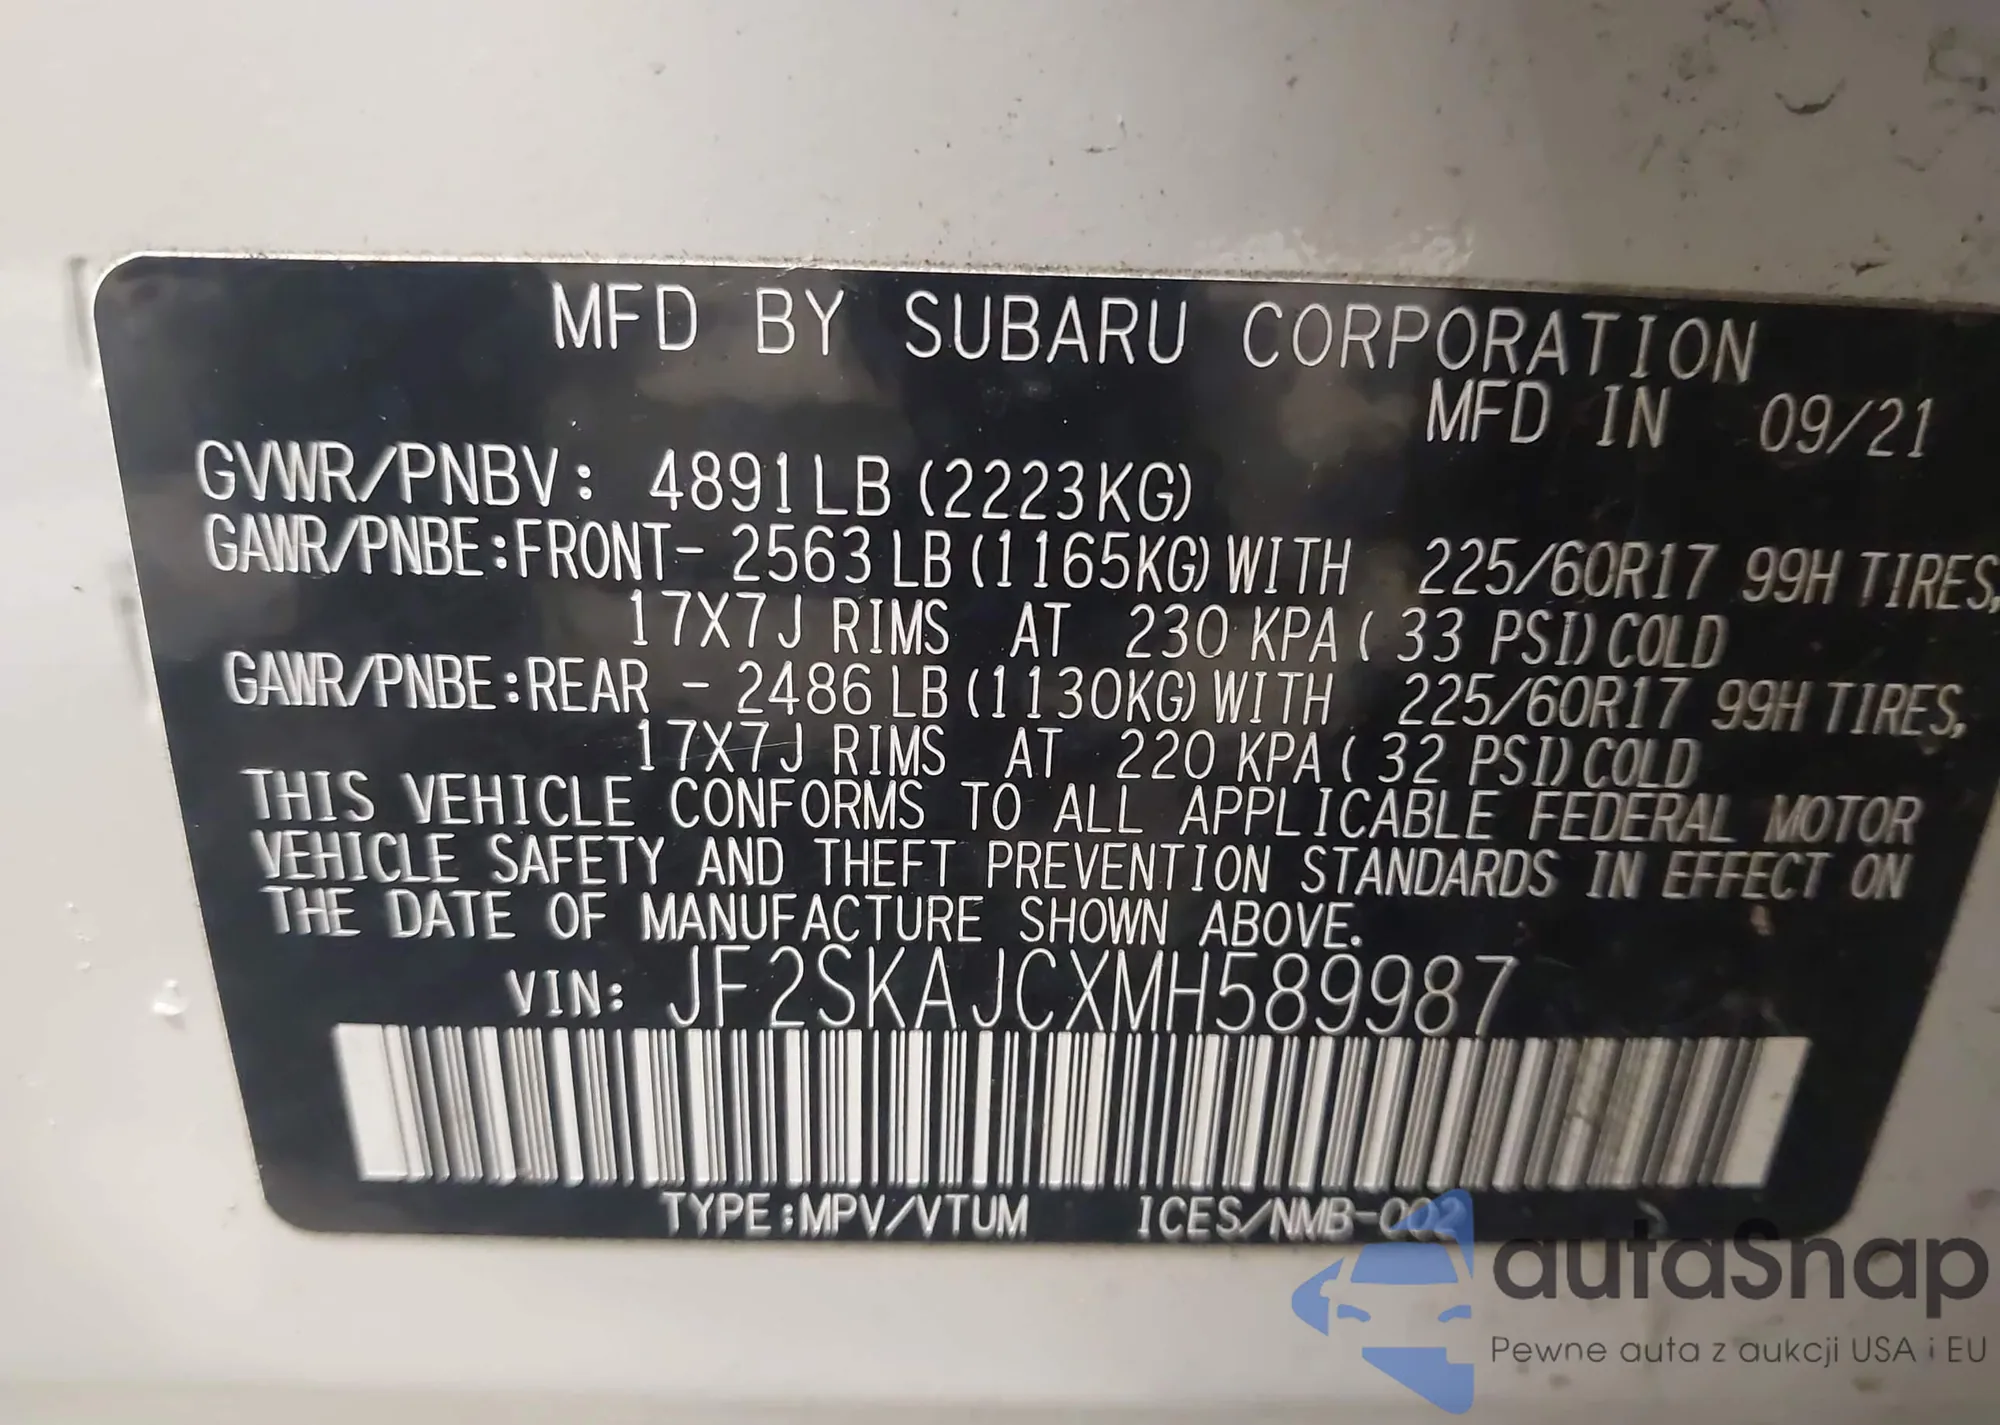 MFD BY SUBARU CORPORATION
MFD IN 09/21
GVWR/PNBV: 4891LB (2223KG)
GAWR/PNBE:FRONT- 2563 LB (1165KG) WITH 225/60R17 99H TIRES,
17X7J RIMS AT 230 KPA ( 33 PSI) COLD
GAWR/PNBE:REAR - 2486 LB (1130KG) WITH 225/60R17 99H TIRES,
17X7J RIMS AT 220 KPA ( 32 PSI) COLD
THIS VEHICLE CONFORMS TO ALL APPLICABLE FEDERAL MOTOR
VEHICLE SAFETY AND THEFT PREVENTION STANDARDS IN EFFECT ON
THE DATE OF MANUFACTURE SHOWN ABOVE.
VIN: JF2SKAJCXMH589987
TYPE:MPV/VTUM ICES/NMB-002
autaSnap
Pewne auta z aukcji USA i EU